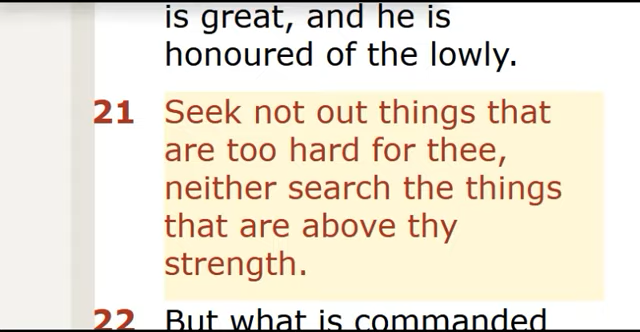 is great, and he is
honoured of the lowly.
21 Seek not out things that
are too hard for thee,
neither search the things
that are above thy
strength.
22 But what is commanded